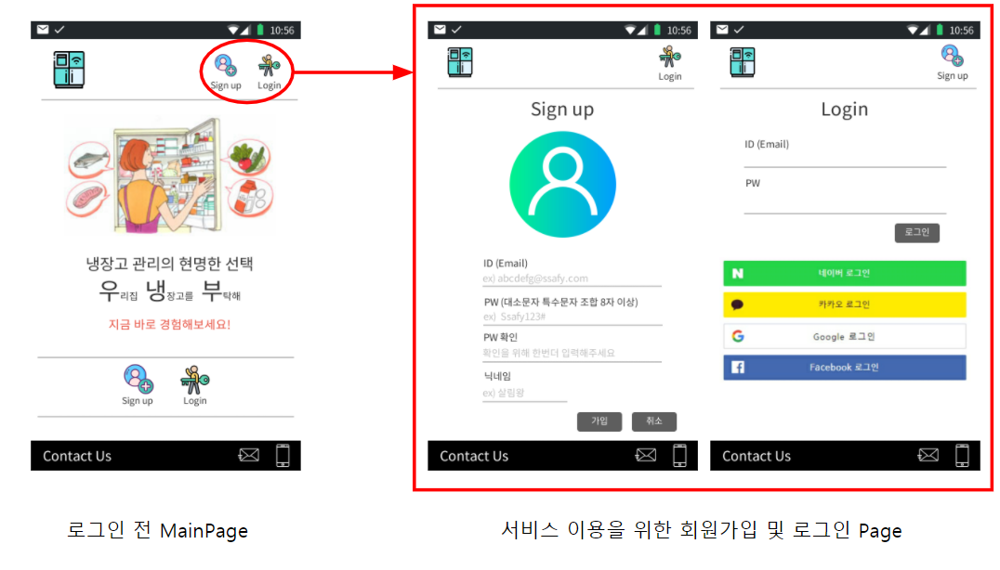 10:56
Sign up
Login
냉장고 관리의 현명한 선택
우리집 냉장고를 부탁해
지금 바로 경험해보세요!
Sign up
Login
Contact Us
로그인 전 MainPage
10:56
Login
Sign up
ID (Email)
ex) abcdefg@ssafy.com
PW (대소문자 특수문자 조합 8자 이상)
ex) Ssafy123#
PW 확인
확인을 위해 한번더 입력해주세요
닉네임
ex) 살림왕
가입 취소
Contact Us
10:56
Sign up
Login
ID (Email)
PW
로그인
N 네이버 로그인
카카오 로그인
G Google 로그인
f Facebook 로그인
Contact Us
서비스 이용을 위한 회원가입 및 로그인 Page